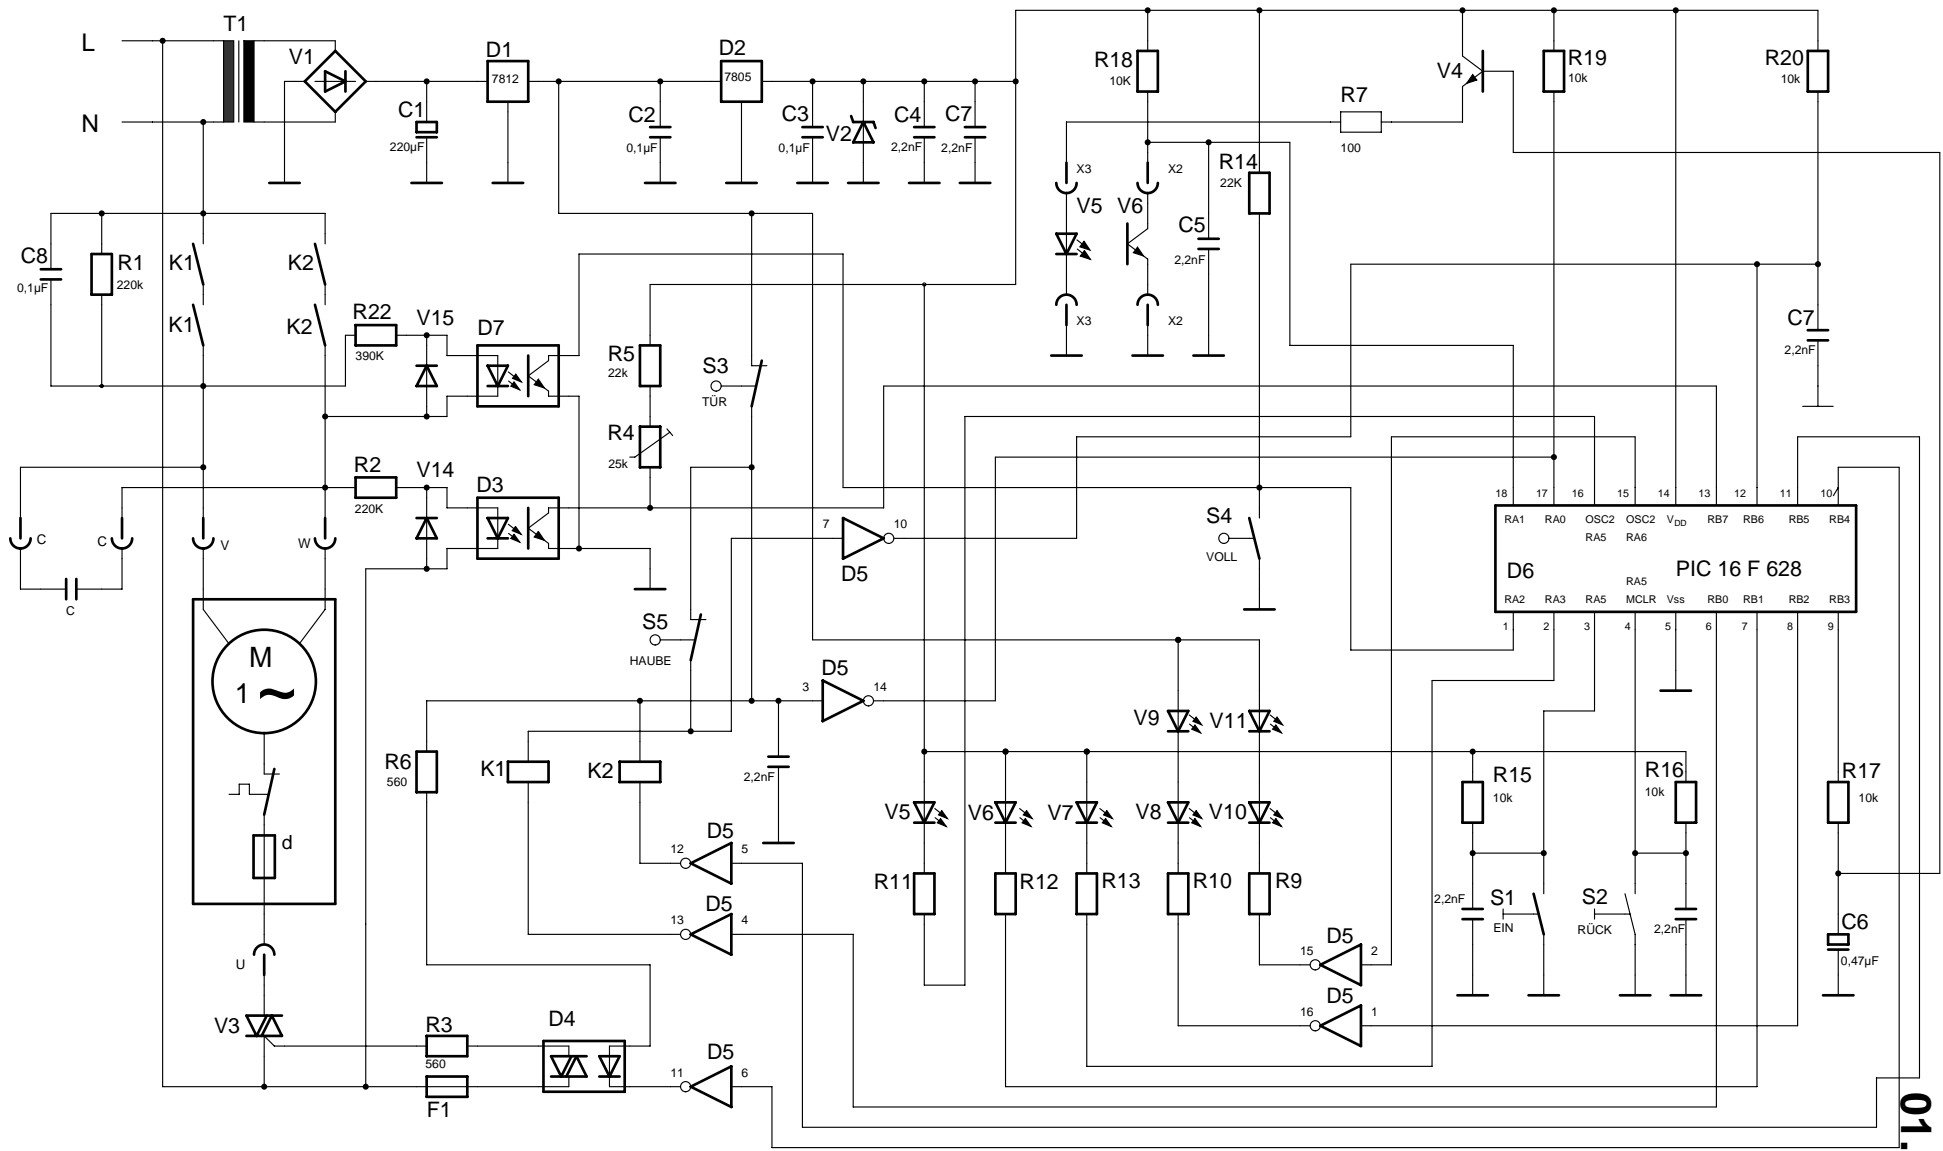 T1
L
N
V1
D1
7812
D2
7805
C1
220µF
C2
0,1µF
C3
0,1µF
V2
C4
2,2nF
C7
2,2nF
R18
10K
R7
100
V4
R19
10k
R20
10k
X3
V5
X3
X2
V6
X2
C5
2,2nF
R14
22K
C7
2,2nF
C8
0,1µF
R1
220k
K1
K1
K2
K2
R22
390K
V15
D7
R5
22k
R4
25k
S3
TÜR
R2
220K
V14
D3
C
C
C
V
W
7
10
D5
S4
VOLL
18
17
16
15
14
13
12
11
10
RA1
RA0
OSC2
RA5
OSC2
RA6
VDD
RB7
RB6
RB5
RB4
D6
PIC 16 F 628
RA2
RA3
RA5
RA5
MCLR
Vss
RB0
RB1
RB2
RB3
1
2
3
4
5
6
7
8
9
M
1 ~
d
U
S5
HAUBE
3
D5
14
R6
560
K1
K2
2,2nF
12
D5
5
13
D5
4
V9
V11
V5
V6
V7
V8
V10
R11
R12
R13
R10
R9
R15
10k
R16
10k
R17
10k
2,2nF
S1
EIN
S2
RÜCK
2,2nF
C6
0,47µF
15
D5
2
16
D5
1
V3
R3
560
F1
D4
11
D5
6
01.